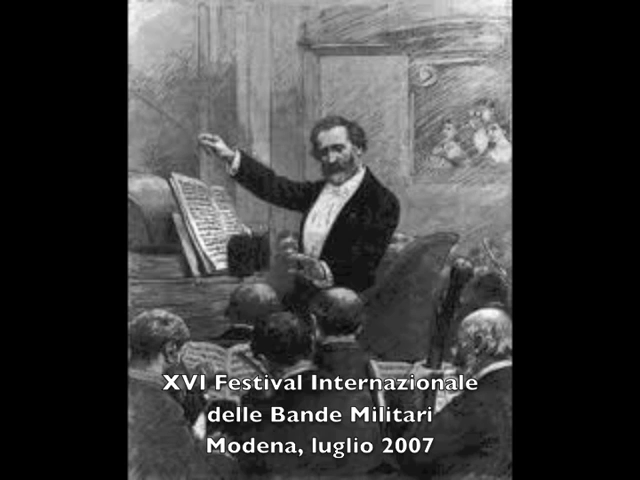 XVI Festival Internazionale
delle Bande Militari
Modena, luglio 2007